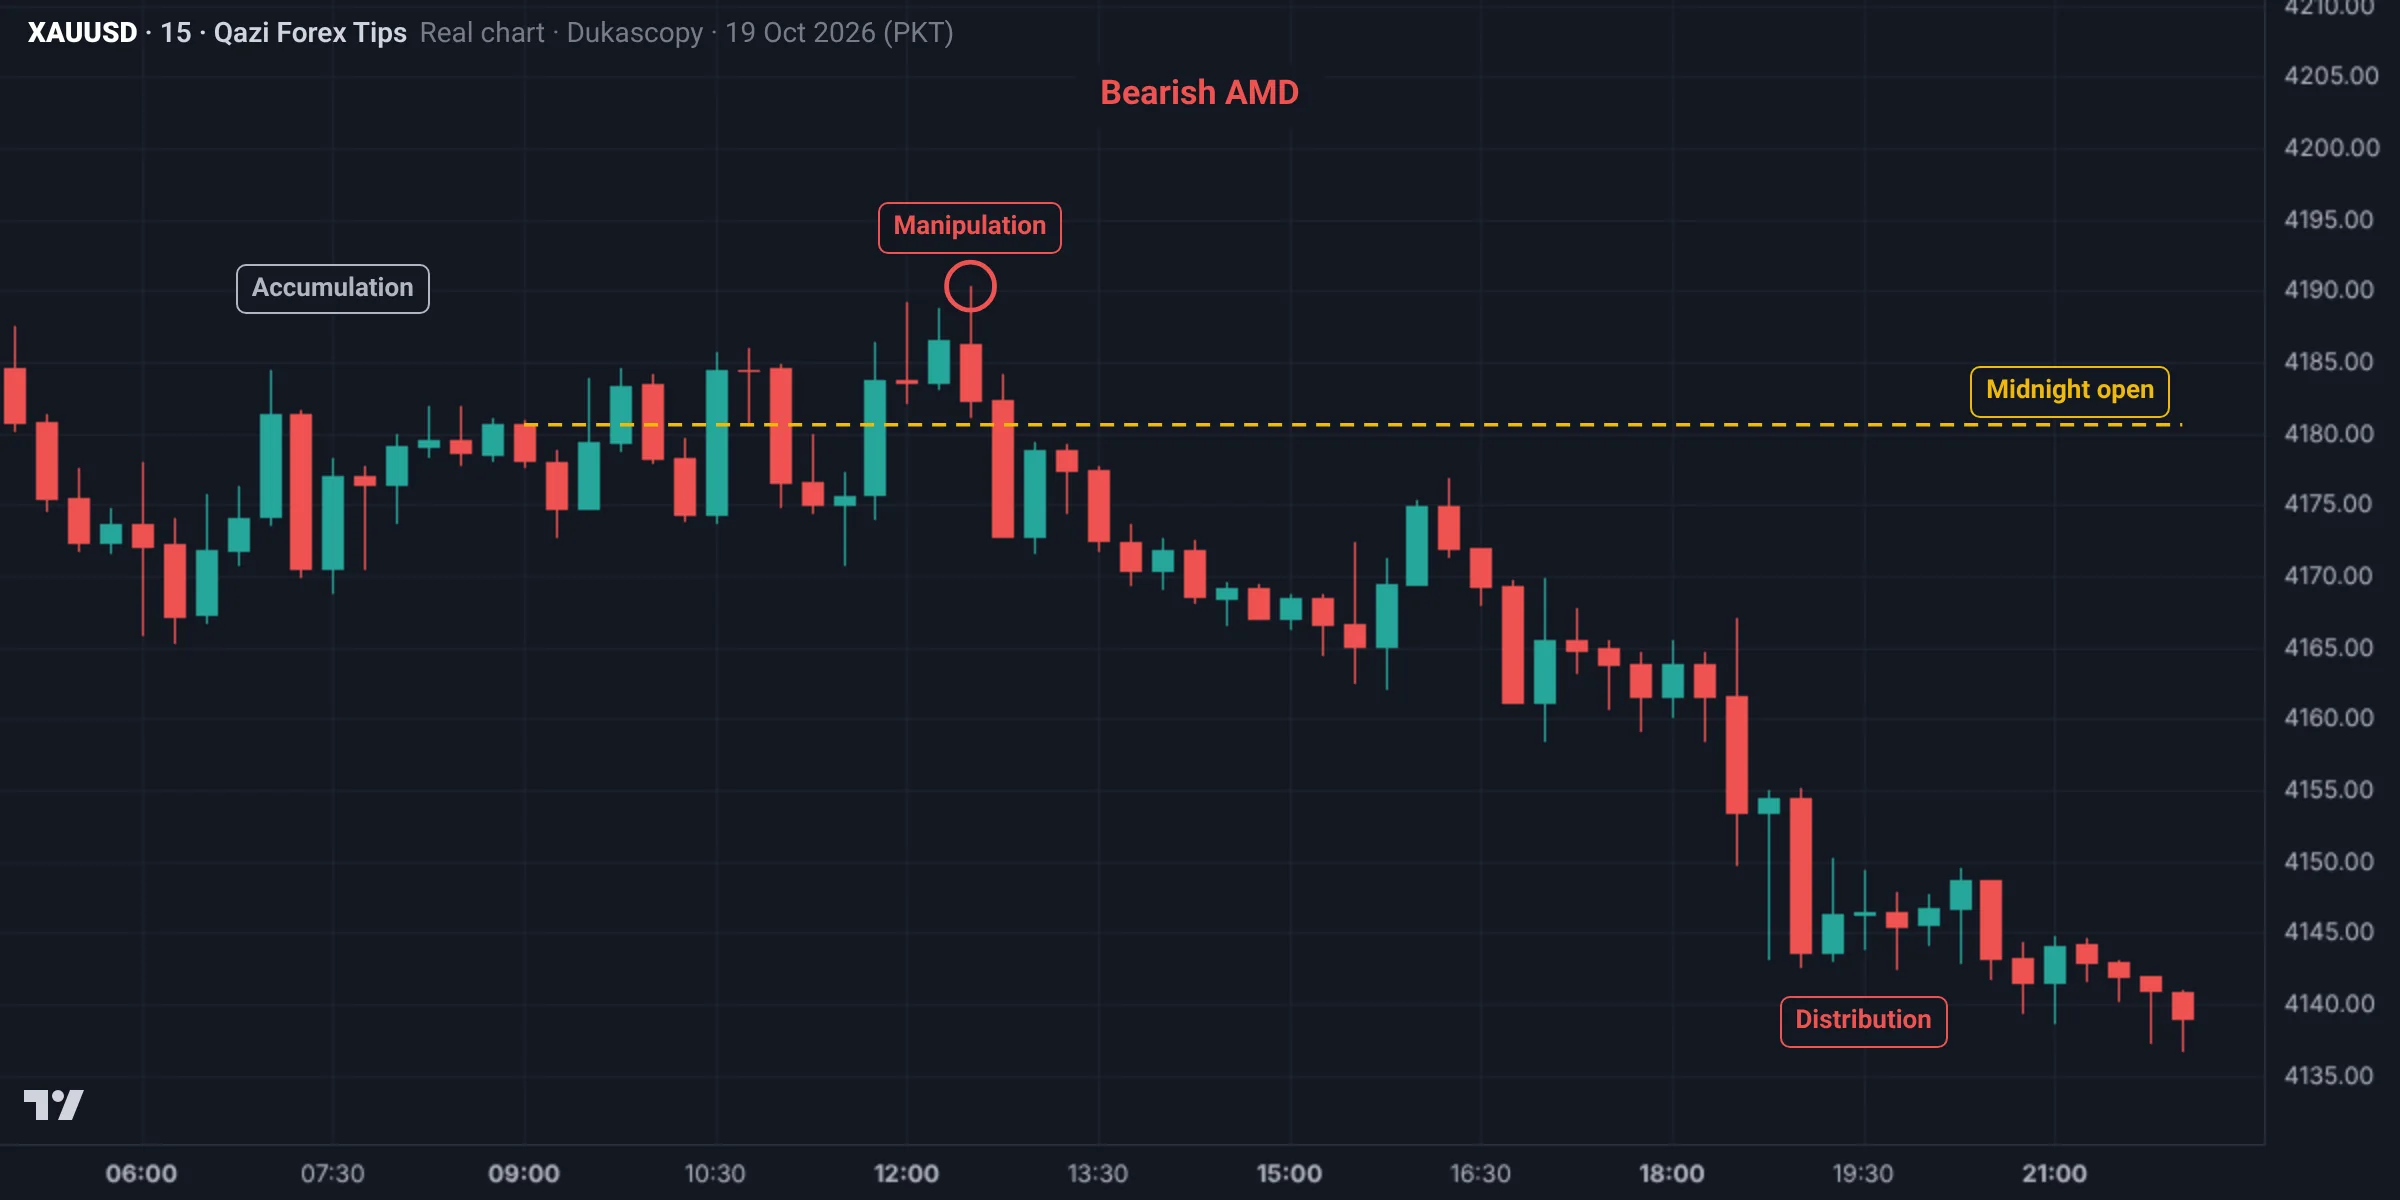 XAUUSD · 15 · Qazi Forex Tips Real chart · Dukascopy · 19 Oct 2026 (PKT)
4210.00
Bearish AMD
4205.00
4200.00
Manipulation
4195.00
Accumulation
4190.00
4185.00
Midnight open
4180.00
4175.00
4170.00
4165.00
4160.00
4155.00
4150.00
4145.00
4140.00
Distribution
4135.00
06:00 07:30 09:00 10:30 12:00 13:30 15:00 16:30 18:00 19:30 21:00